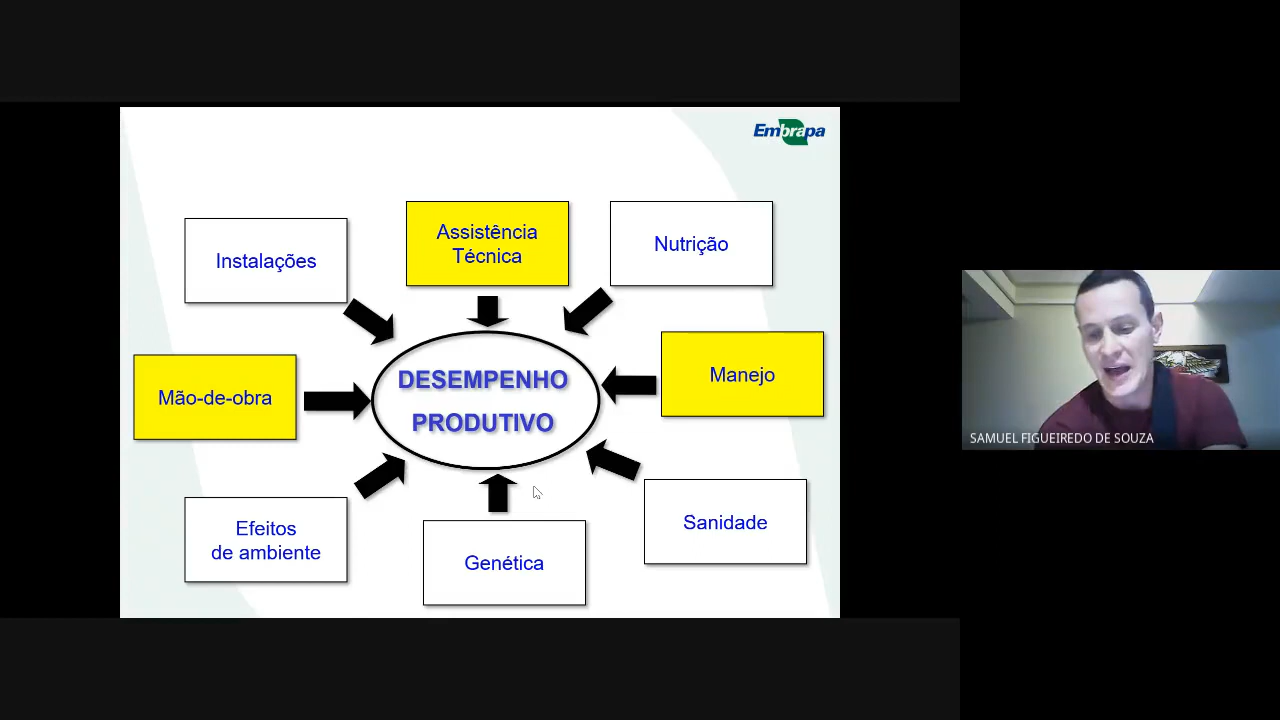 Embrapa
Assistência
Técnica
Nutrição
Instalações
Manejo
DESEMPENHO
PRODUTIVO
Mão-de-obra
Sanidade
Efeitos
de ambiente
Genética
SAMUEL FIGUEIREDO DE SOUZA